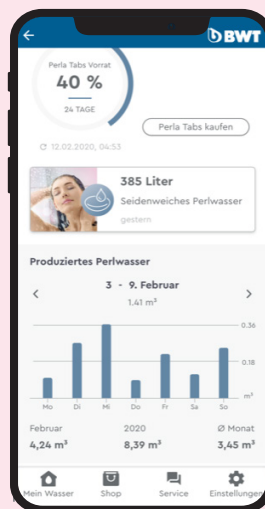 BWT
Perla Tabs Vorrat
40 %
24 TAGE
Perla Tabs kaufen
12.02.2020, 04:53
385 Liter
Seidenweiches Perlwasser
gestern
Produziertes Perlwasser
3 - 9. Februar
1.41 m³
0.36
0.18
m³
Mo Di Mi Do Fr Sa So
Februar 2020 Ø Monat
4,24 m³ 8,39 m³ 3,45 m³
Mein Wasser Shop Service Einstellungen